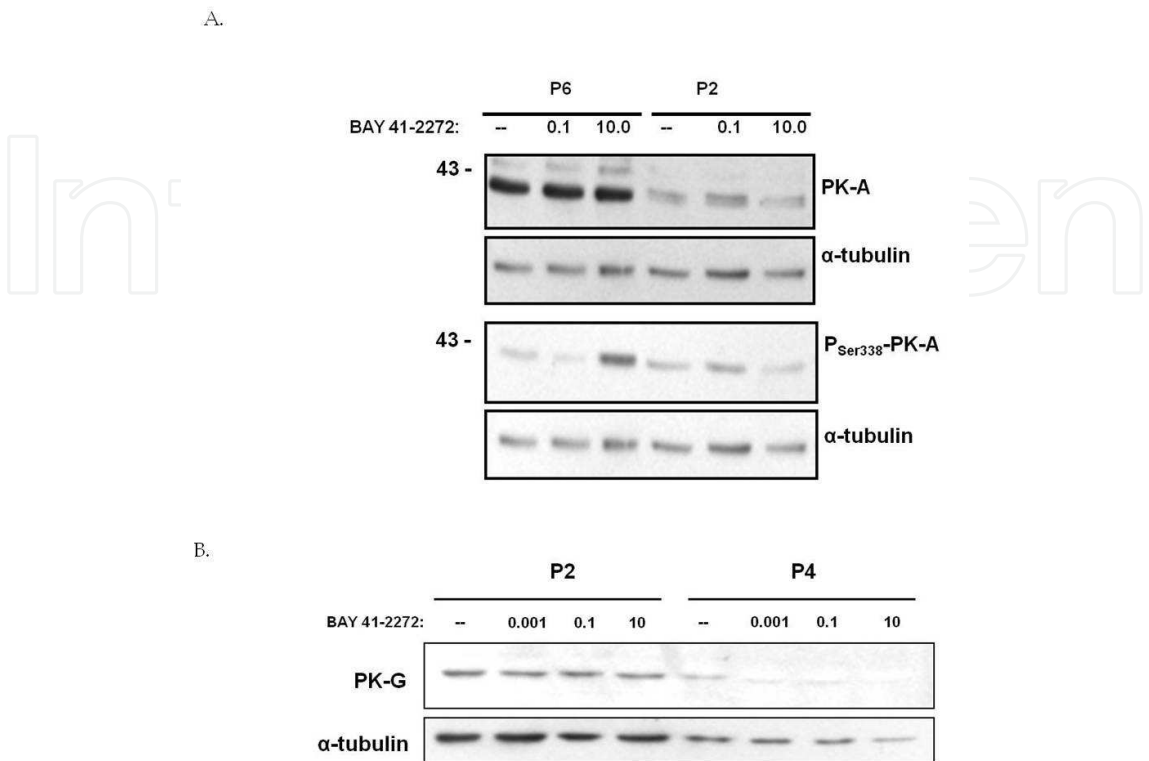 A.
P6 P2
BAY 41-2272: -- 0.1 10.0 -- 0.1 10.0
43 -
PK-A
α-tubulin
43 -
PSer338-PK-A
α-tubulin
B.
P2 P4
BAY 41-2272: -- 0.001 0.1 10 -- 0.001 0.1 10
PK-G
α-tubulin